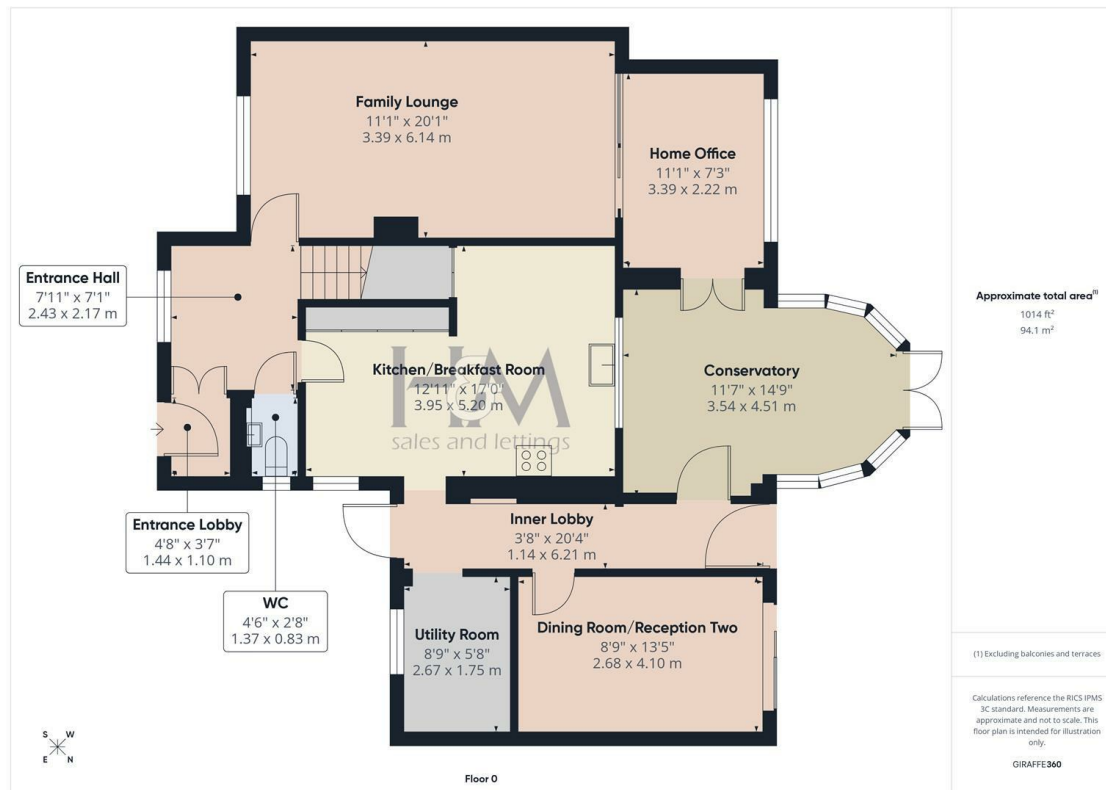 Family Lounge
11'1" x 20'1"
3.39 x 6.14 m
Home Office
11'1" x 7'3"
3.39 x 2.22 m
Entrance Hall
7'11" x 7'1"
2.43 x 2.17 m
Kitchen/Breakfast Room
12'11" x 17'0"
3.95 x 5.20 m
HM
sales and lettings
Conservatory
11'7" x 14'9"
3.54 x 4.51 m
Entrance Lobby
4'8" x 3'7"
1.44 x 1.10 m
Inner Lobby
3'8" x 20'4"
1.14 x 6.21 m
WC
4'6" x 2'8"
1.37 x 0.83 m
Utility Room
8'9" x 5'8"
2.67 x 1.75 m
Dining Room/Reception Two
8'9" x 13'5"
2.68 x 4.10 m
S W
E N
Floor 0
Approximate total area(1)
1014 ft²
94.1 m²
(1) Excluding balconies and terraces
Calculations reference the RICS IPMS
3C standard. Measurements are
approximate and not to scale. This
floor plan is intended for illustration
only.
GIRAFFE360